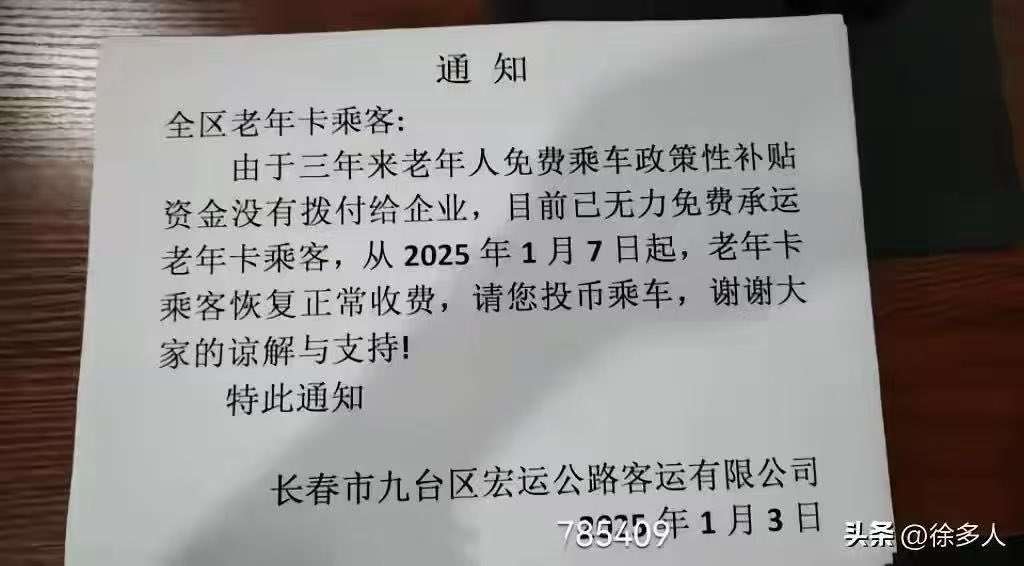 通 知
全区老年卡乘客:
由于三年来老年人免费乘车政策性补贴
资金没有拨付给企业，目前已无力免费承运
老年卡乘客，从 2025 年 1 月 7 日起，老年卡
乘客恢复正常收费，请您投币乘车，谢谢大
家的谅解与支持!
特此通知
长春市九台区宏运公路客运有限公司
2025 年 1 月 3 日
785409
头条 @徐多人